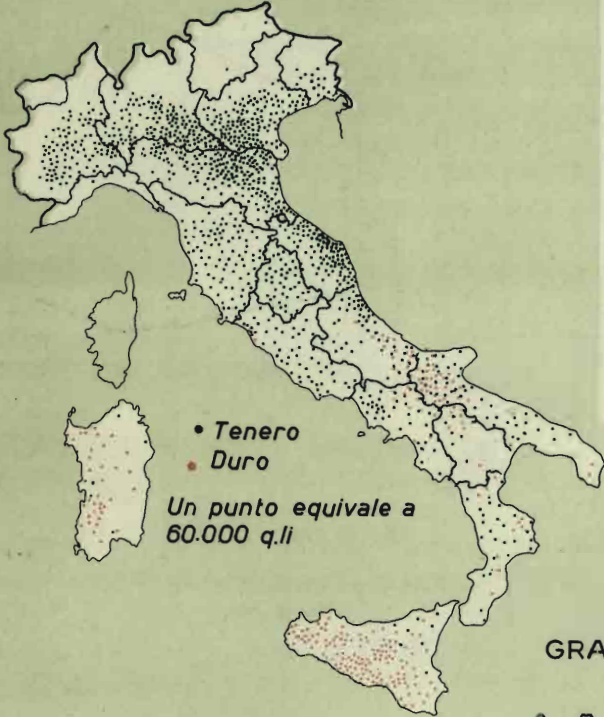 • Tenero
• Duro
Un punto equivale a
60.000 q.li
GRA